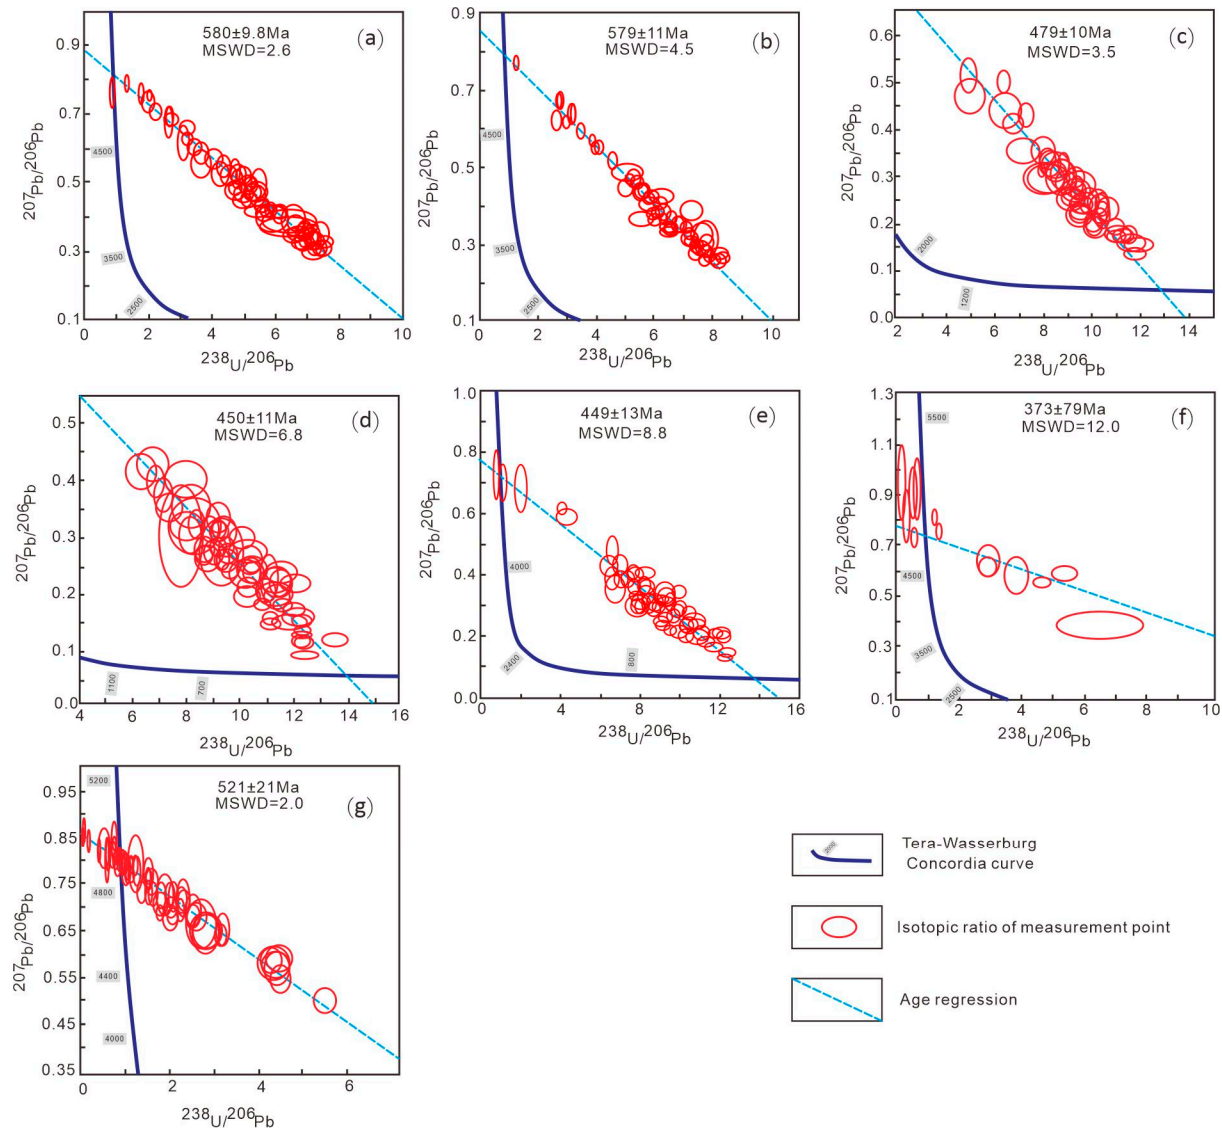 580±9.8Ma
MSWD=2.6
(a)
0.9
0.7
0.5
0.3
0.1
4500
3500
2500
0
2
4
6
8
10
207Pb/206Pb
238U/206Pb
579±11Ma
MSWD=4.5
(b)
0.9
0.7
0.5
0.3
0.1
4500
3500
2500
0
2
4
6
8
10
207Pb/206Pb
238U/206Pb
479±10Ma
MSWD=3.5
(c)
0.6
0.5
0.4
0.3
0.2
0.1
0.0
2000
1200
2
4
6
8
10
12
14
207Pb/206Pb
238U/206Pb
450±11Ma
MSWD=6.8
(d)
0.5
0.4
0.3
0.2
0.1
0.0
1100
700
4
6
8
10
12
14
16
207Pb/206Pb
238U/206Pb
449±13Ma
MSWD=8.8
(e)
1.0
0.8
0.6
0.4
0.2
0.0
4000
2400
800
0
4
8
12
16
207Pb/206Pb
238U/206Pb
373±79Ma
MSWD=12.0
(f)
1.3
1.1
0.9
0.7
0.5
0.3
0.1
5500
4500
3500
2500
0
2
4
6
8
10
207Pb/206Pb
238U/206Pb
521±21Ma
MSWD=2.0
(g)
0.95
0.85
0.75
0.65
0.55
0.45
0.35
5200
4800
4400
4000
0
2
4
6
207Pb/206Pb
238U/206Pb
Tera-Wasserburg
Concordia curve
Isotopic ratio of measurement point
Age regression